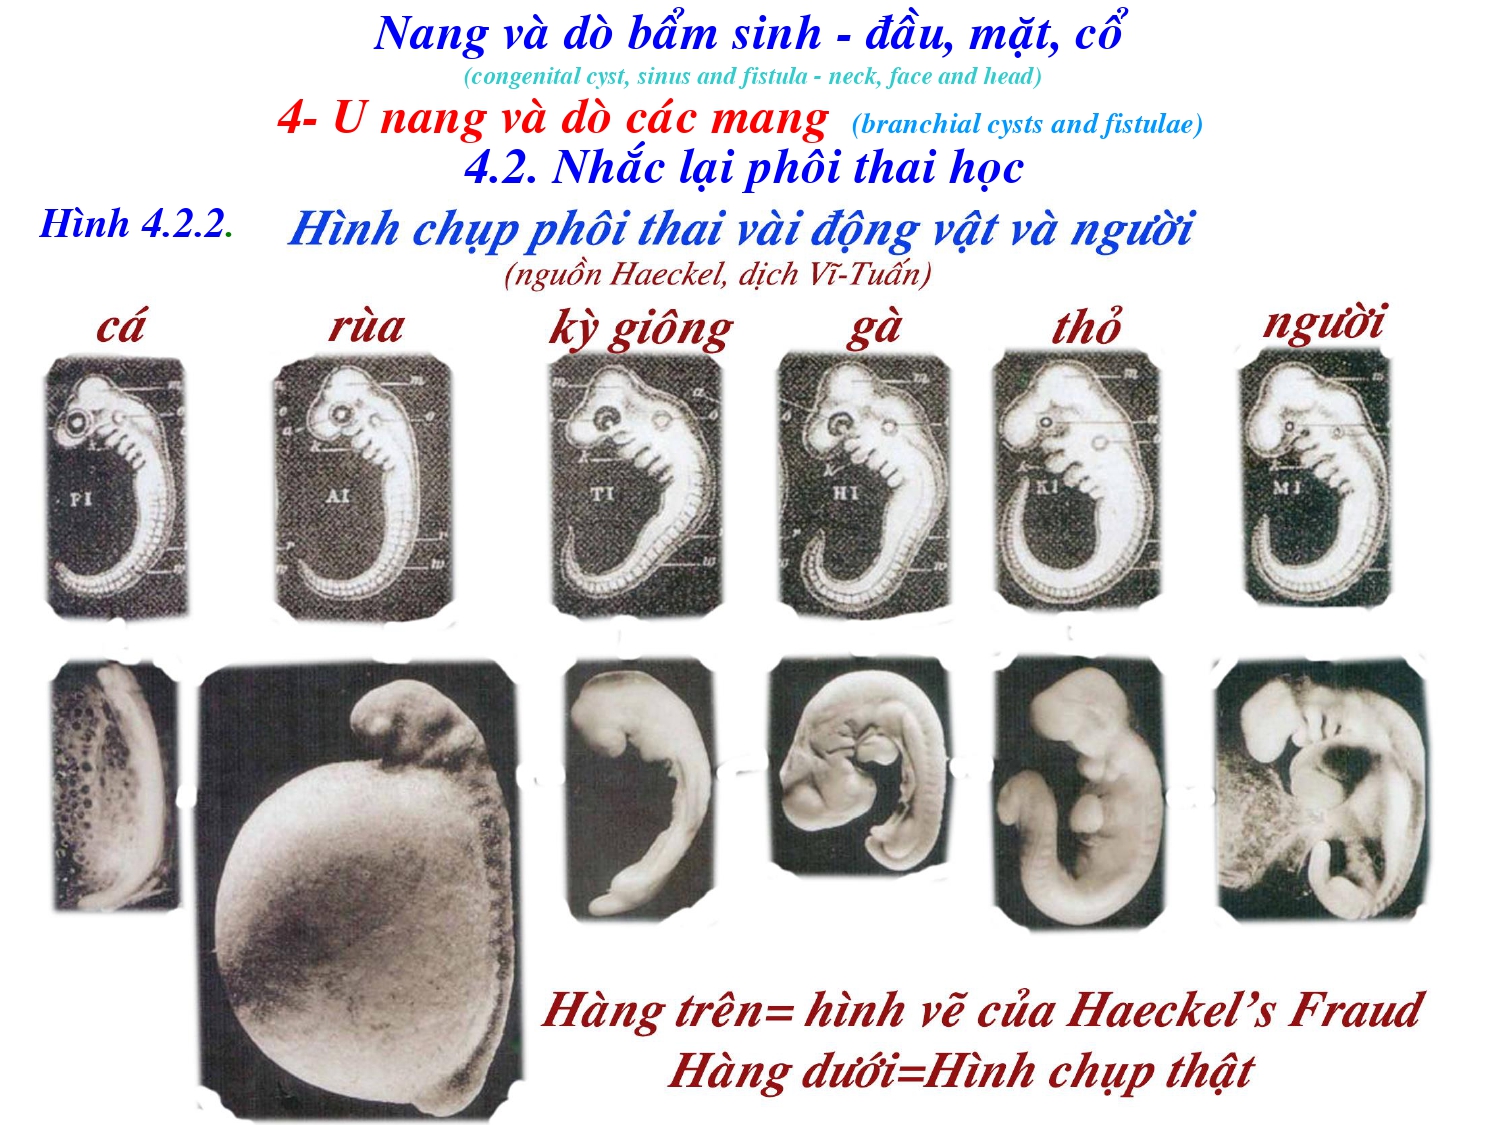 Nang và dò bẩm sinh - đầu, mặt, cổ
(congenital cyst, sinus and fistula - neck, face and head)
4- U nang và dò các mang (branchial cysts and fistulae)
4.2. Nhắc lại phôi thai học
Hình 4.2.2. Hình chụp phôi thai vài động vật và người
(nguồn Haeckel, dịch Vĩ-Tuấn)
cá rùa kỳ giông gà thỏ người
FI AI TI HI KI MI
Hàng trên= hình vẽ của Haeckel's Fraud
Hàng dưới=Hình chụp thật